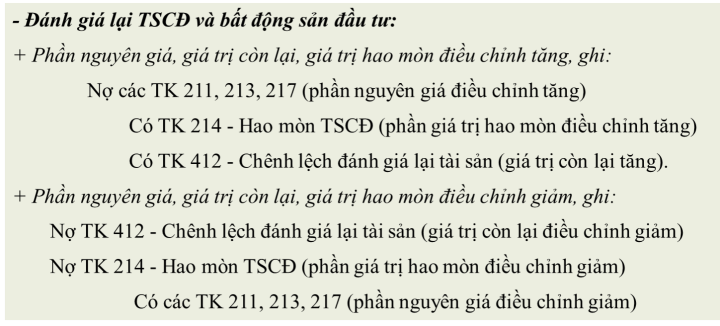 - Đánh giá lại TSCĐ và bất động sản đầu tư:
+ Phần nguyên giá, giá trị còn lại, giá trị hao mòn điều chỉnh tăng, ghi:
Nợ các TK 211, 213, 217 (phần nguyên giá điều chỉnh tăng)
Có TK 214 - Hao mòn TSCĐ (phần giá trị hao mòn điều chỉnh tăng)
Có TK 412 - Chênh lệch đánh giá lại tài sản (giá trị còn lại tăng).
+ Phần nguyên giá, giá trị còn lại, giá trị hao mòn điều chỉnh giảm, ghi:
Nợ TK 412 - Chênh lệch đánh giá lại tài sản (giá trị còn lại điều chỉnh giảm)
Nợ TK 214 - Hao mòn TSCĐ (phần giá trị hao mòn điều chỉnh giảm)
Có các TK 211, 213, 217 (phần nguyên giá điều chỉnh giảm)